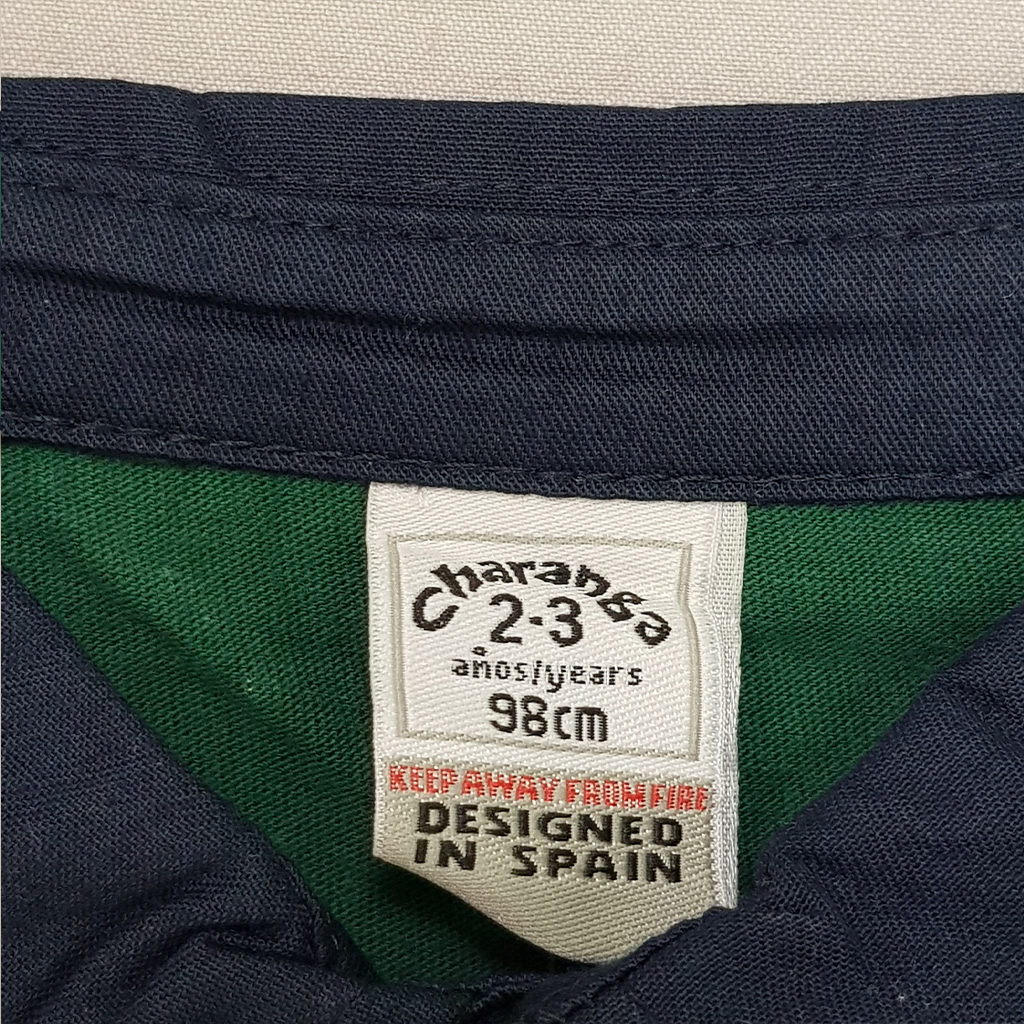 Charanga
2-3
años/years
98cm
KEEP AWAY FROM FIRE
DESIGNED
IN SPAIN